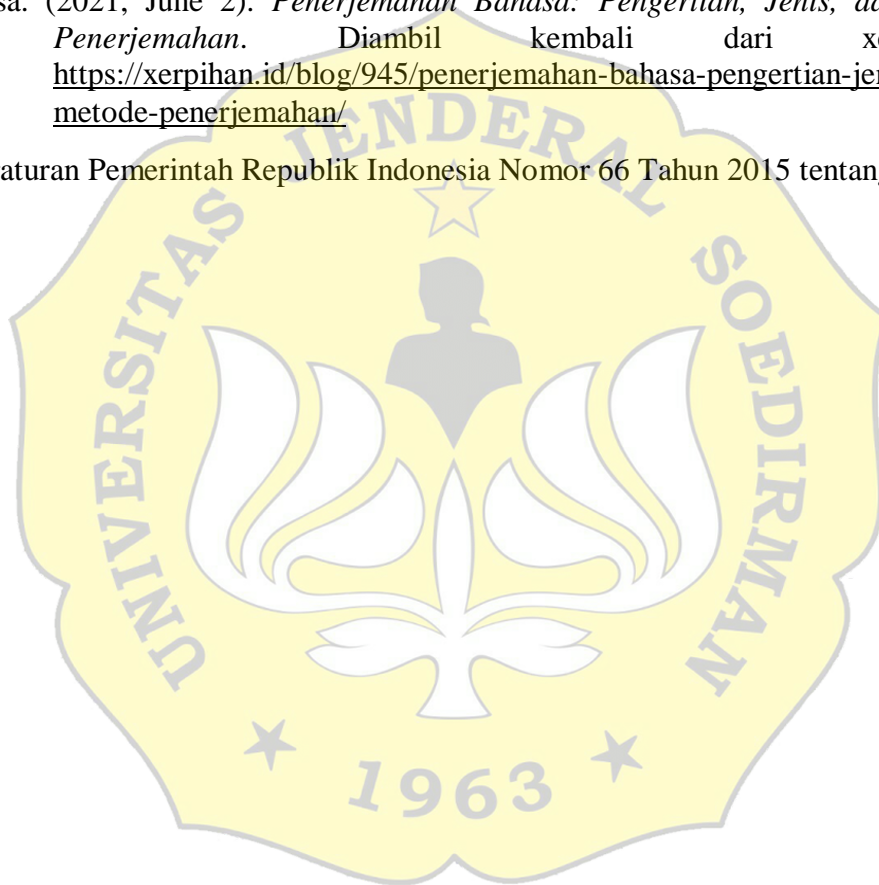 sa. (2021, June 2). Penerjemahan Bahasa: Pengertian, Jenis, da
Penerjemahan. Diambil kembali dari xe
https://xerpihan.id/blog/945/penerjemahan-bahasa-pengertian-jen
metode-penerjemahan/
aturan Pemerintah Republik Indonesia Nomor 66 Tahun 2015 tentang
UNIVERSITAS JENDERAL SOEDIRMAN
1963